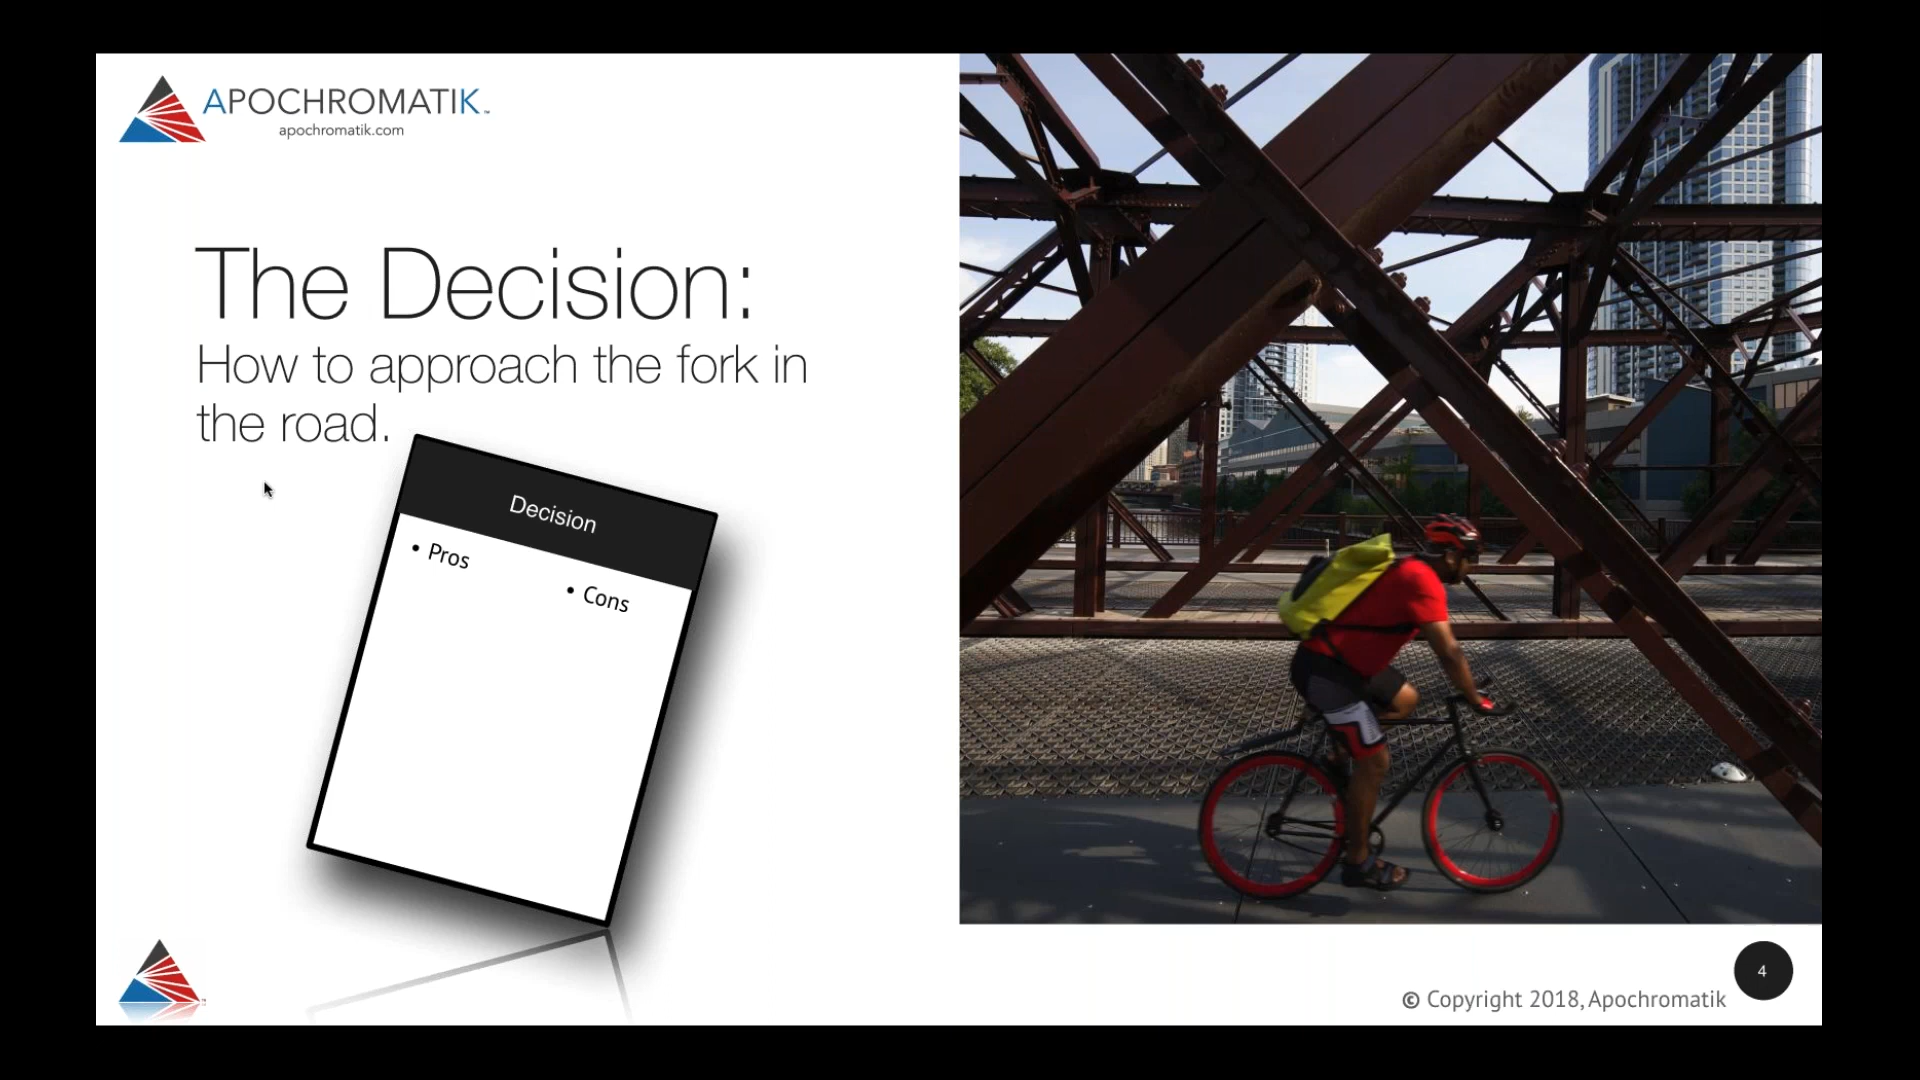 APOCHROMATIK™
apochromatik.com
The Decision:
How to approach the fork in
the road.
Decision
• Pros
• Cons
4
© Copyright 2018, Apochromatik